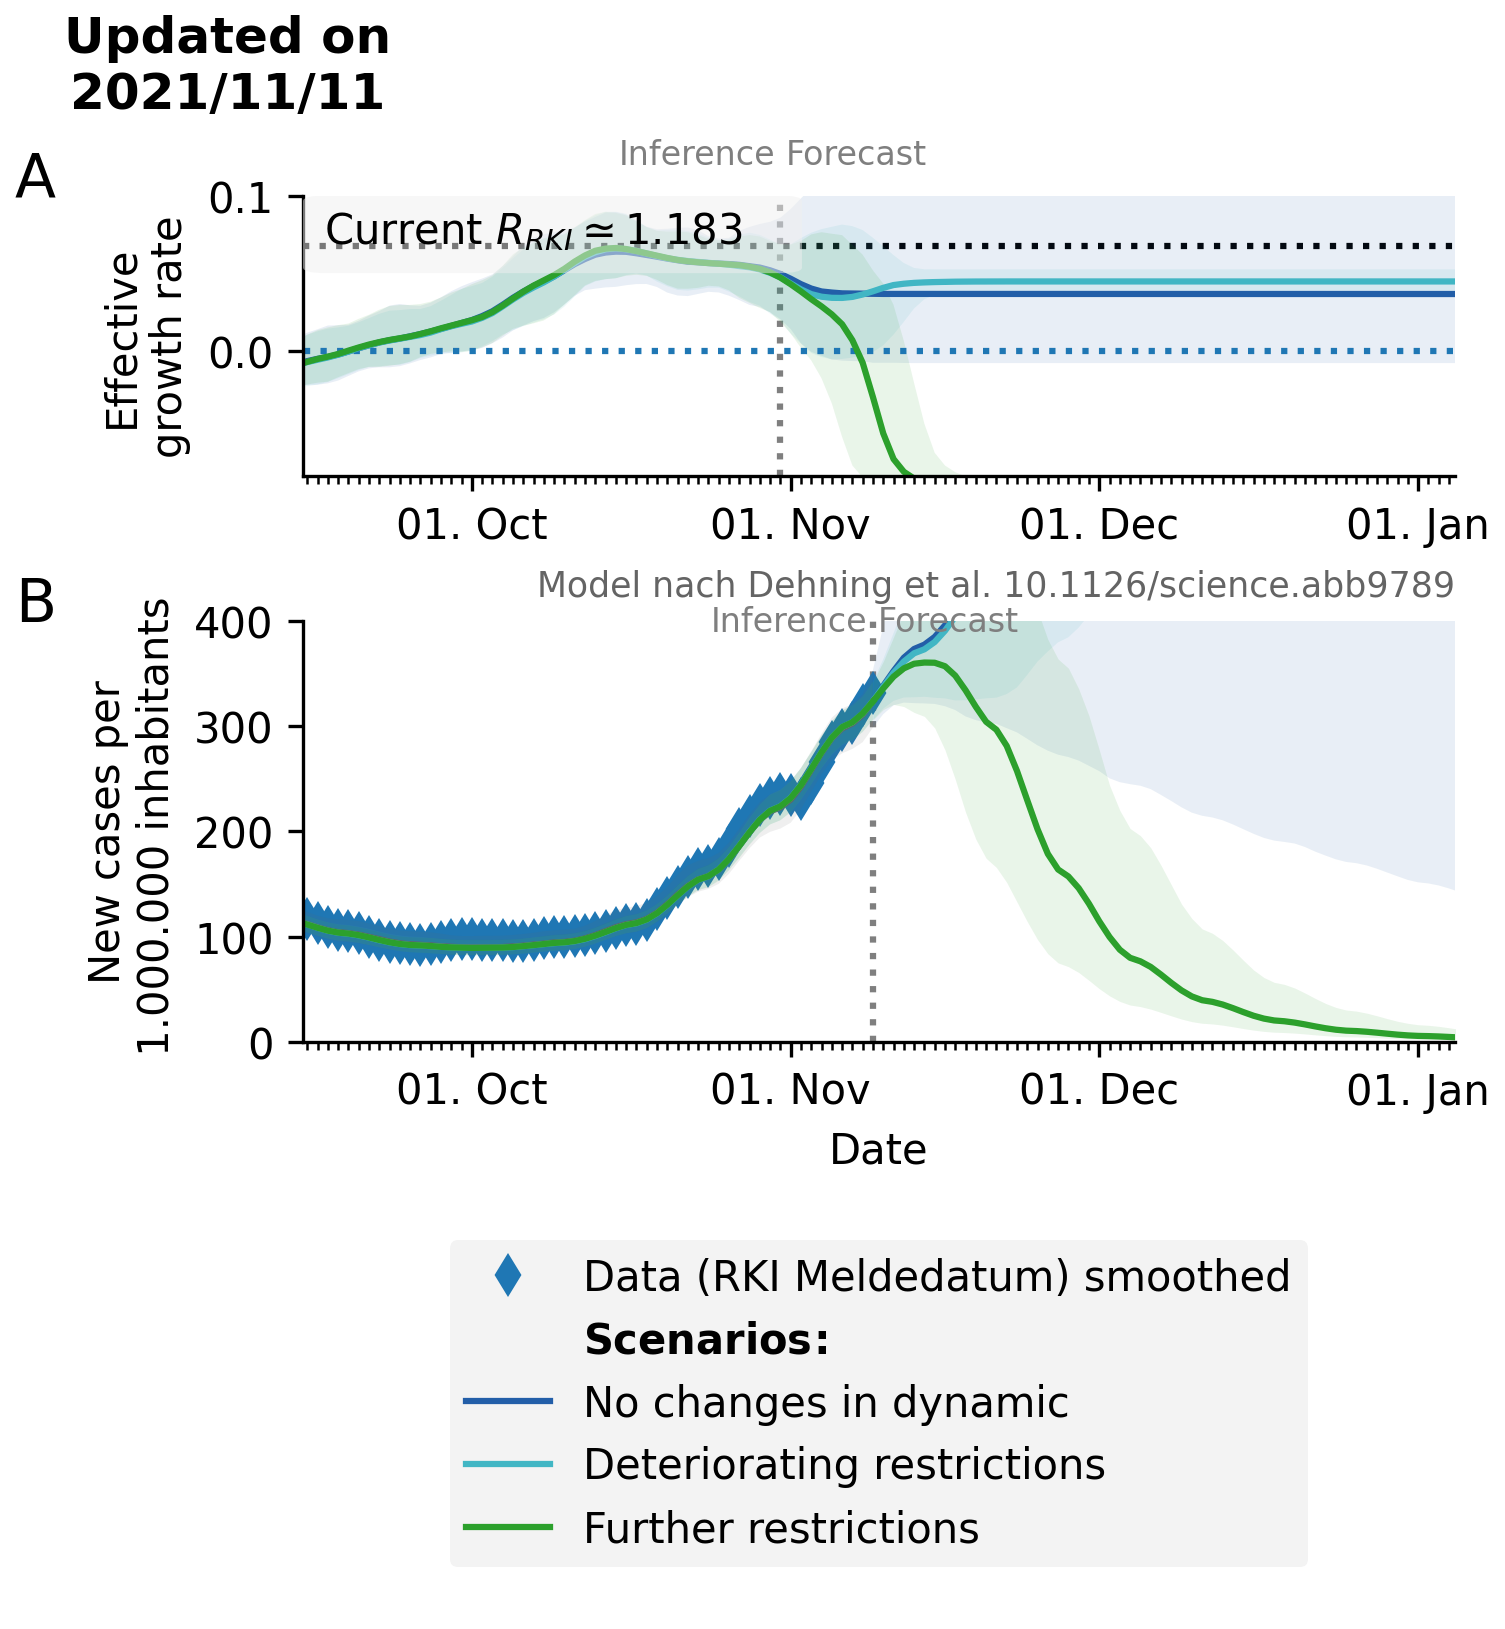 Updated on
2021/11/11
A
Inference Forecast
Effective
growth rate
0.1
0.0
Current R_RKI ≃ 1.183
01. Oct 01. Nov 01. Dec 01. Jan
B
Model nach Dehning et al. 10.1126/science.abb9789
Inference Forecast
New cases per
1.000.000 inhabitants
400
300
200
100
0
01. Oct 01. Nov 01. Dec 01. Jan
Date
Data (RKI Meldedatum) smoothed
Scenarios:
No changes in dynamic
Deteriorating restrictions
Further restrictions